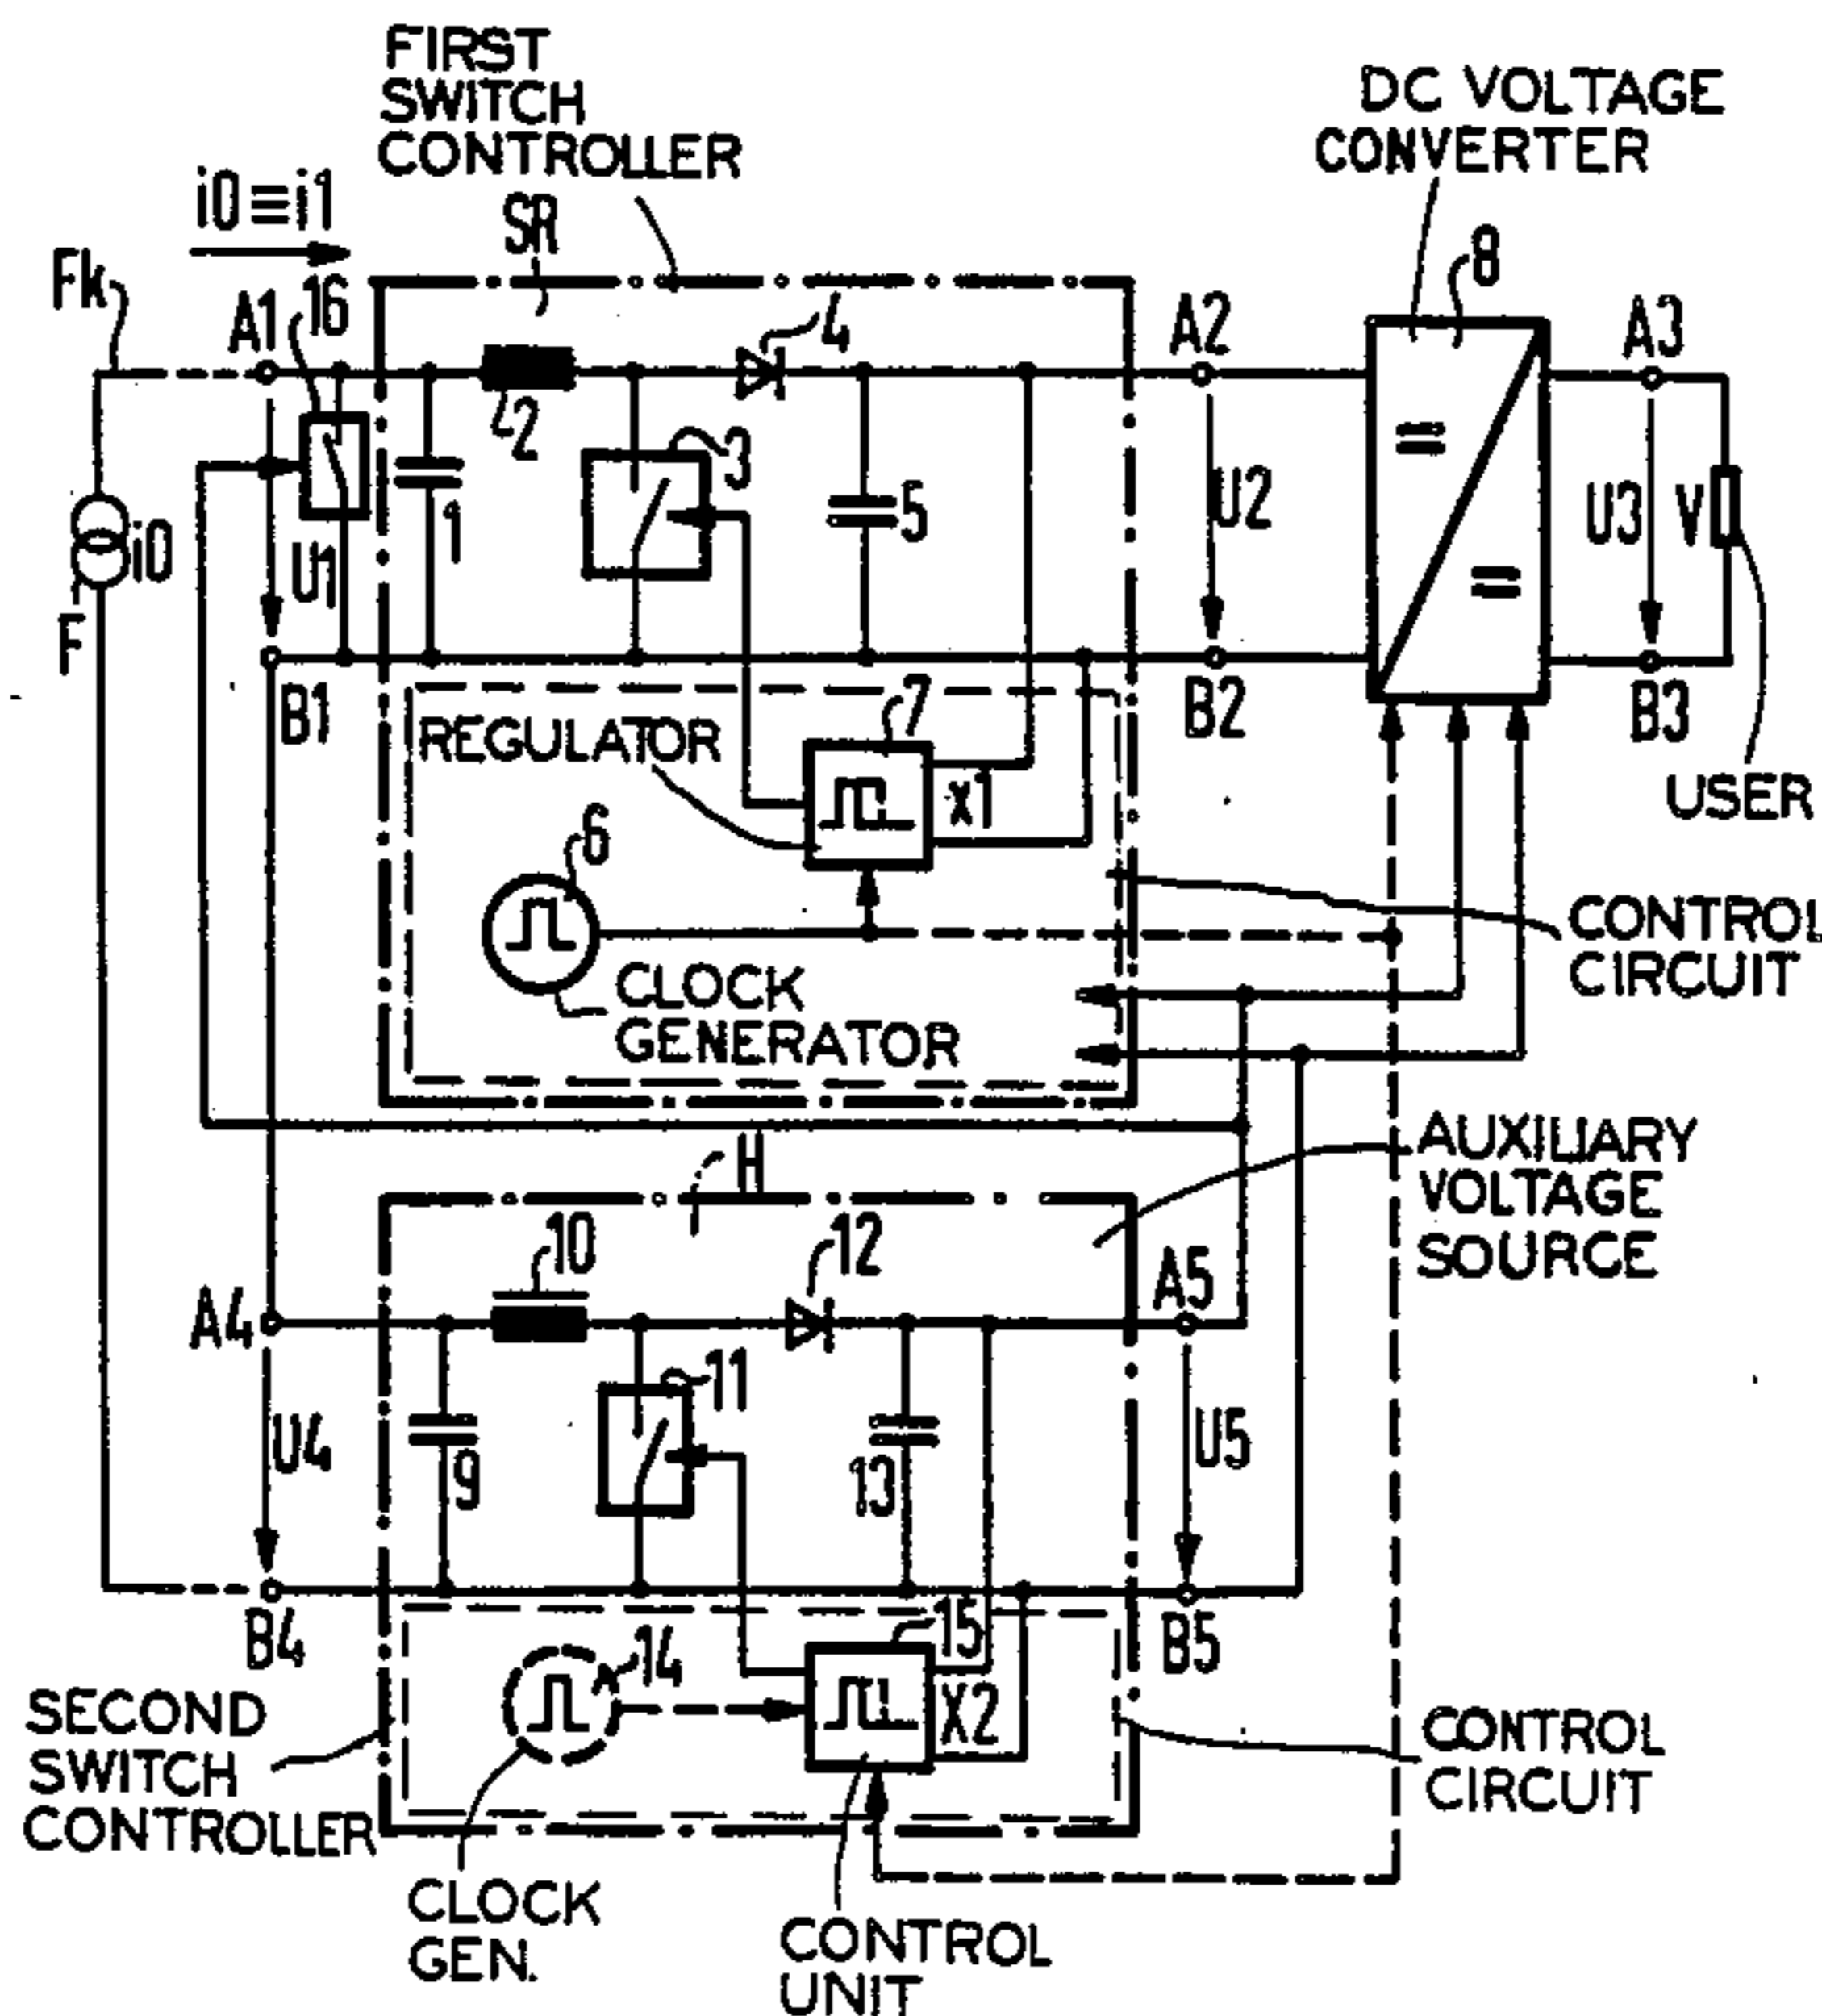 FIRST
SWITCH
CONTROLLER
DC VOLTAGE
CONVERTER
i0≡i1
SR
Fk
A1
16
4
A2
8
A3
2
3
1
5
U1
U2
U3
V
i0
F
B1
B2
B3
REGULATOR
7
X1
USER
6
CLOCK
GENERATOR
CONTROL
CIRCUIT
H
AUXILIARY
VOLTAGE
SOURCE
10
12
A4
A5
11
U4
9
13
U5
B4
B5
14
15
X2
SECOND
SWITCH
CONTROLLER
CONTROL
CIRCUIT
CLOCK
GEN.
CONTROL
UNIT